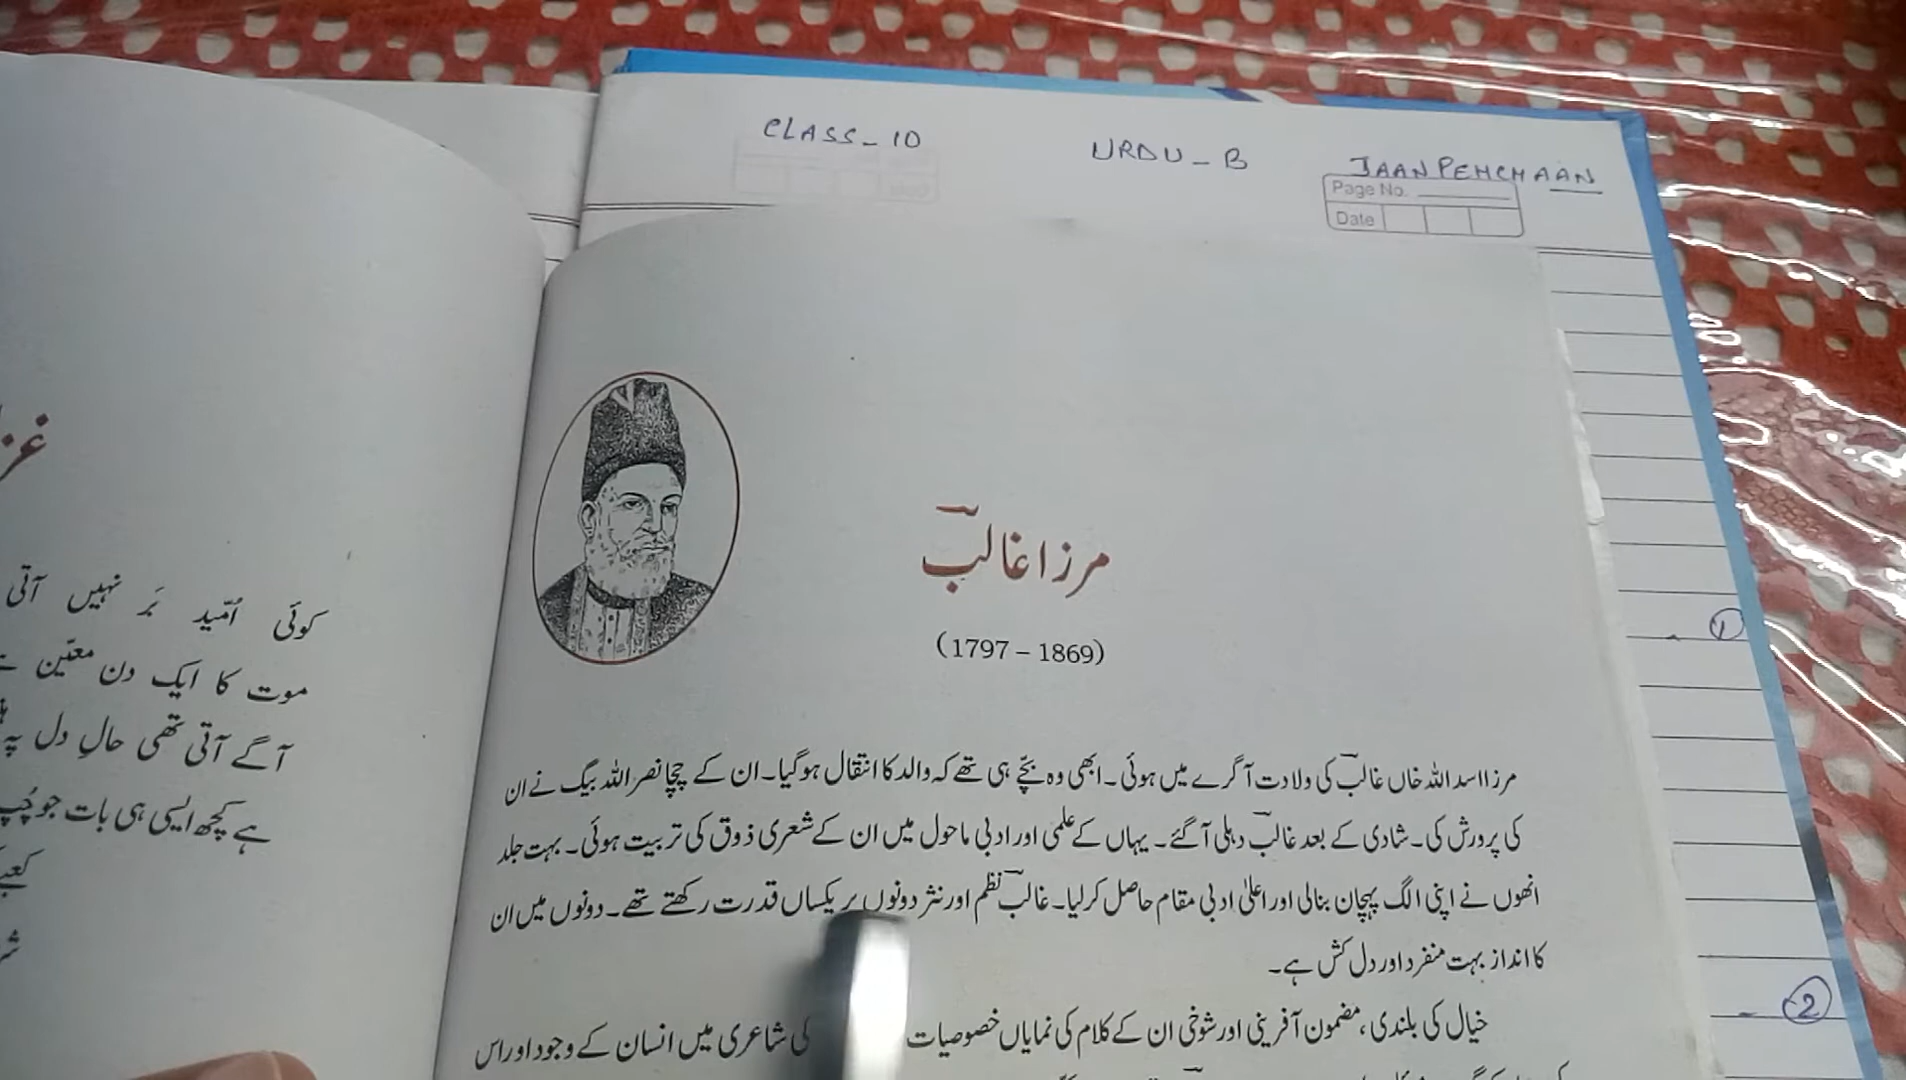 CLASS - 10 URDU - B JAAN PEHCHAAN
Page No.
Date
مرزا غالبؔ
(1797 – 1869)
مرزا اسد اللہ خاں غالبؔ کی ولادت آگرے میں ہوئی۔ ابھی وہ بچّے ہی تھے کہ والد کا انتقال ہوگیا۔ ان کے چچا نصر اللہ بیگ نے ان
کی پرورش کی۔ شادی کے بعد غالبؔ دہلی آگئے۔ یہاں کے علمی اور ادبی ماحول میں ان کے شعری ذوق کی تربیت ہوئی۔ بہت جلد
انھوں نے اپنی الگ پہچان بنالی اور اعلیٰ ادبی مقام حاصل کرلیا۔ غالبؔ نظم اور نثر دونوں پر یکساں قدرت رکھتے تھے۔ دونوں میں ان
کا انداز بہت منفرد اور دل کش ہے۔
خیال کی بلندی، مضمون آفرینی اور شوخی ان کے کلام کی نمایاں خصوصیات کی شاعری میں انسان کے وجود اور اس
1
2
کوئی اُمّید بَر نہیں آتی
موت کا ایک دن معیّن
آگے آتی تھی حالِ دل پہ
ہے کچھ ایسی ہی بات جو چُپ